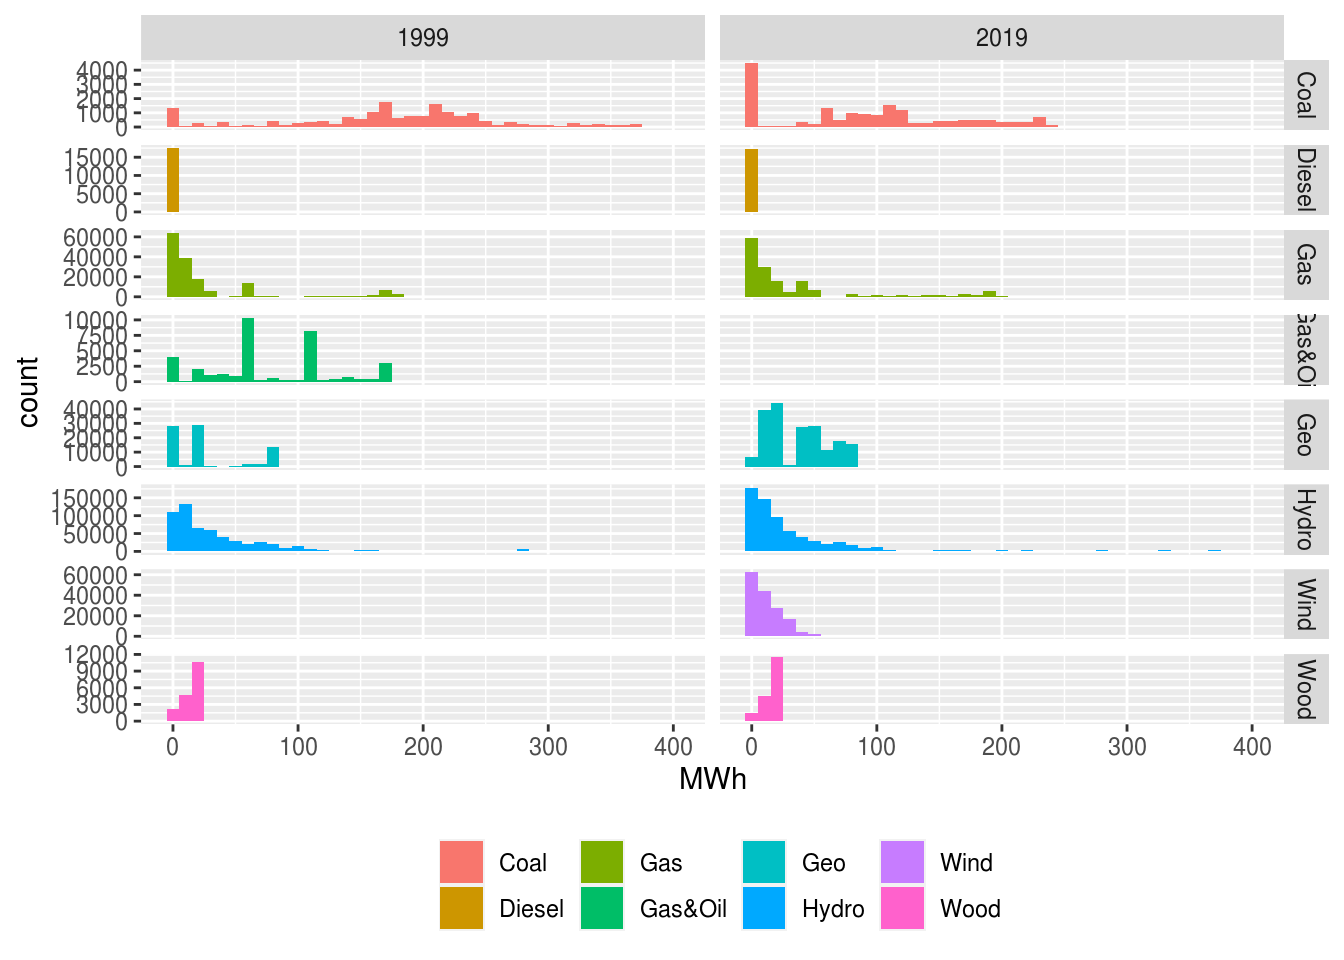 1999
2019
4000
3000
2000
1000
0
Coal
15000
10000
5000
0
Diesel
60000
40000
20000
0
Gas
10000
7500
5000
2500
0
Gas&Oi
40000
30000
20000
10000
0
Geo
150000
100000
50000
0
Hydro
60000
40000
20000
0
Wind
12000
9000
6000
3000
0
Wood
count
0 100 200 300 400
0 100 200 300 400
MWh
Coal Gas Geo Wind
Diesel Gas&Oil Hydro Wood